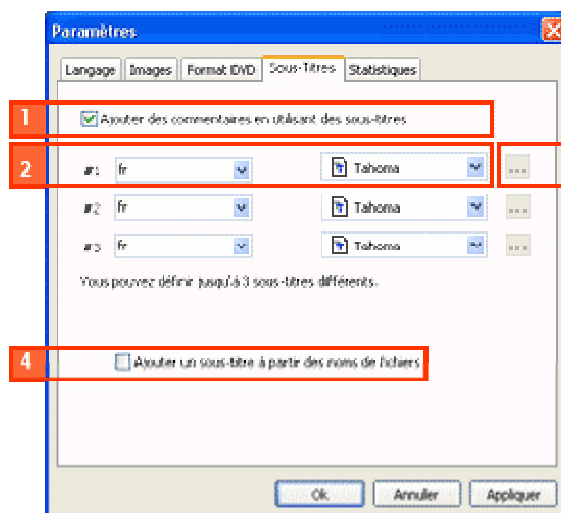 Paramètres
Langage Images Format DVD Sous-Titres Statistiques
1 Ajouter des commentaires en utilisant des sous-titres
2 #1 fr Tahoma ...
#2 fr Tahoma ...
#3 fr Tahoma ...
Vous pouvez définir jusqu'à 3 sous-titres différents.
4 Ajouter un sous-titre à partir des noms de fichiers
Ok. Annuler Appliquer